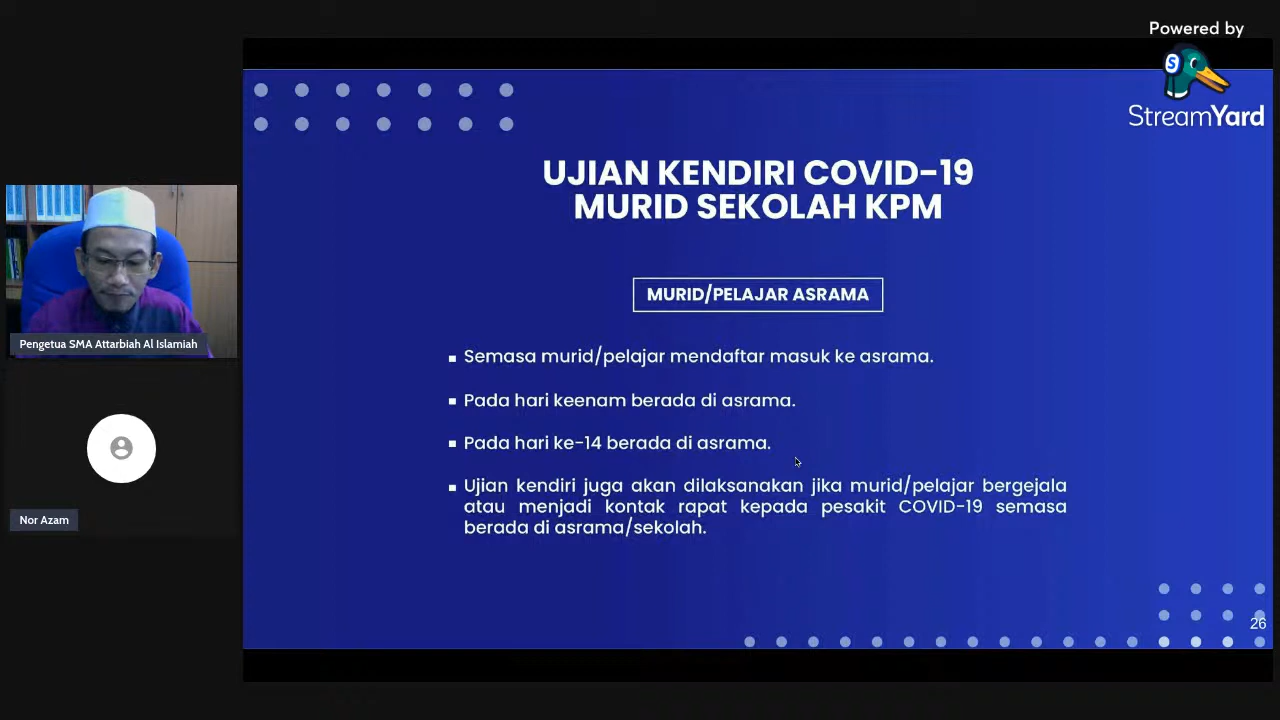 Powered by
S
StreamYard
UJIAN KENDIRI COVID-19
MURID SEKOLAH KPM
MURID/PELAJAR ASRAMA
▪ Semasa murid/pelajar mendaftar masuk ke asrama.
▪ Pada hari keenam berada di asrama.
▪ Pada hari ke-14 berada di asrama.
▪ Ujian kendiri juga akan dilaksanakan jika murid/pelajar bergejala
atau menjadi kontak rapat kepada pesakit COVID-19 semasa
berada di asrama/sekolah.
26
Pengetua SMA Attarbiah Al Islamiah
Nor Azam